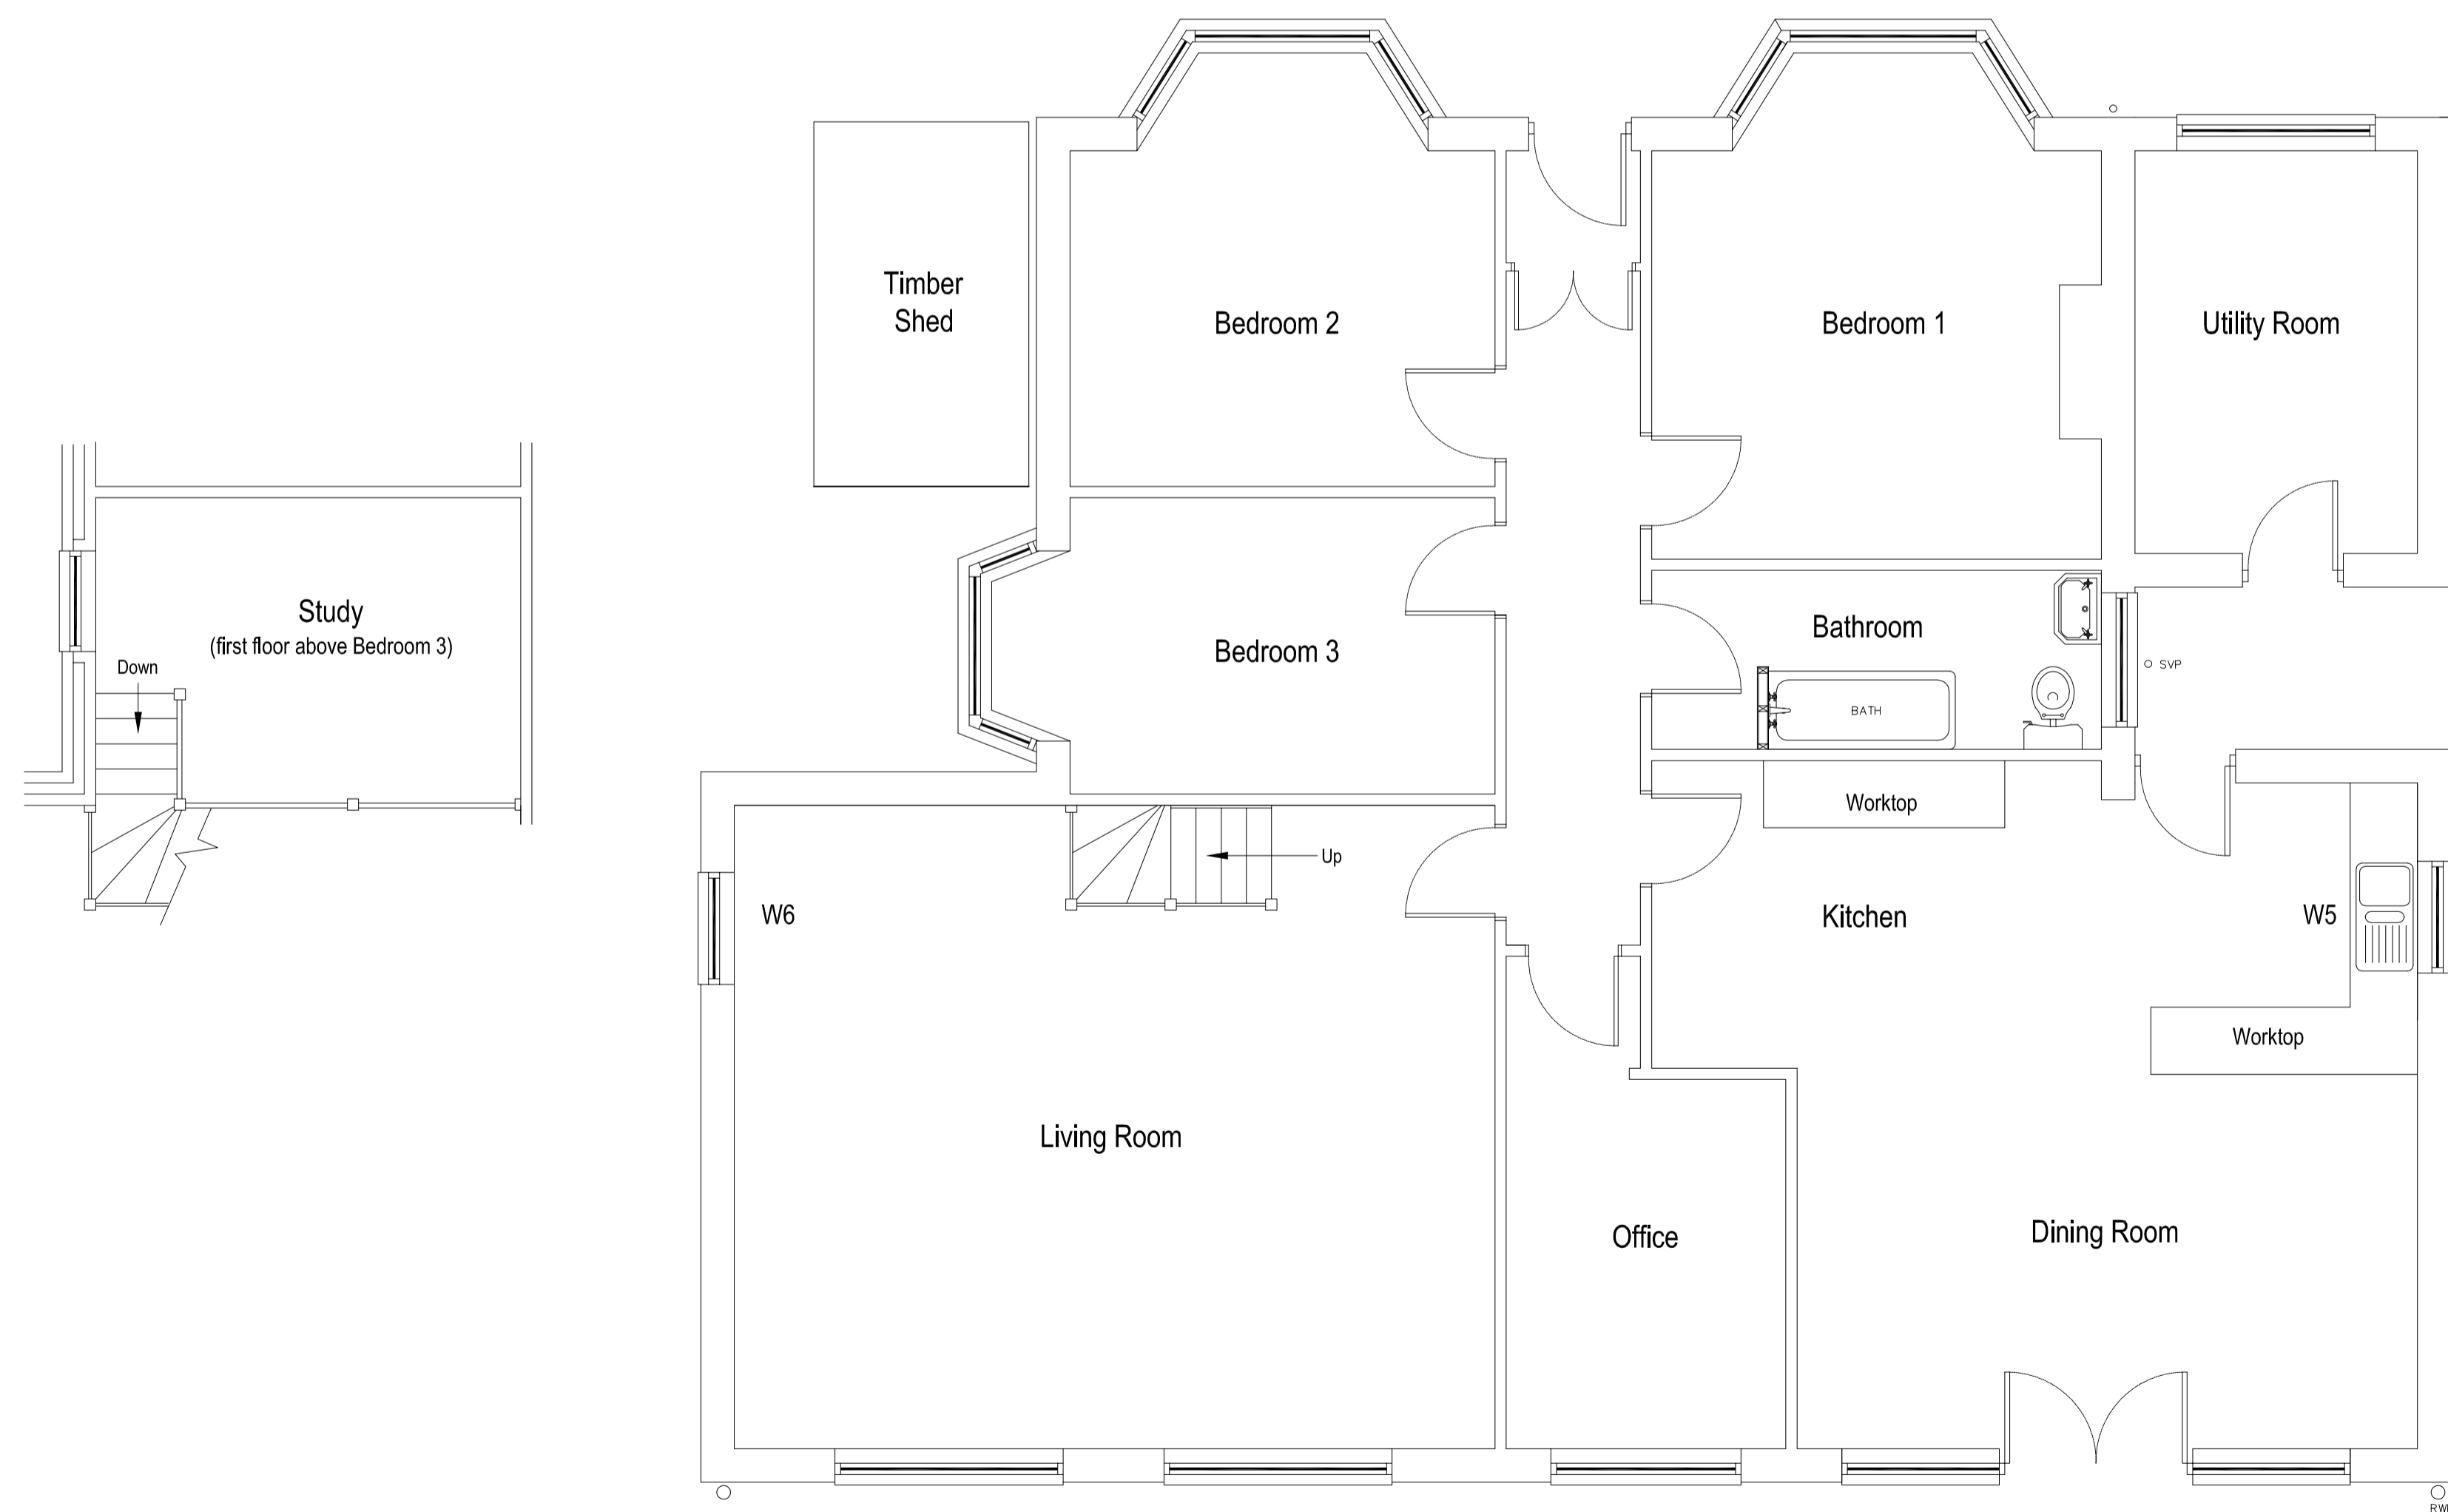 Timber
Shed
Bedroom 2
Bedroom 1
Utility Room
Study
(first floor above Bedroom 3)
Down
Bedroom 3
Bathroom
SVP
BATH
Worktop
Up
W6
Kitchen
W5
Worktop
Living Room
Office
Dining Room